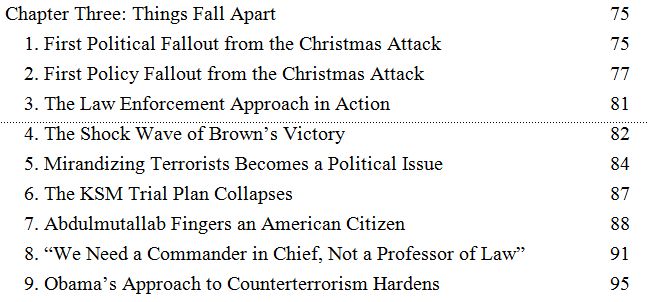 Chapter Three: Things Fall Apart 75
1. First Political Fallout from the Christmas Attack 75
2. First Policy Fallout from the Christmas Attack 77
3. The Law Enforcement Approach in Action 81
4. The Shock Wave of Brown's Victory 82
5. Mirandizing Terrorists Becomes a Political Issue 84
6. The KSM Trial Plan Collapses 87
7. Abdulmutallab Fingers an American Citizen 88
8. “We Need a Commander in Chief, Not a Professor of Law” 91
9. Obama’s Approach to Counterterrorism Hardens 95